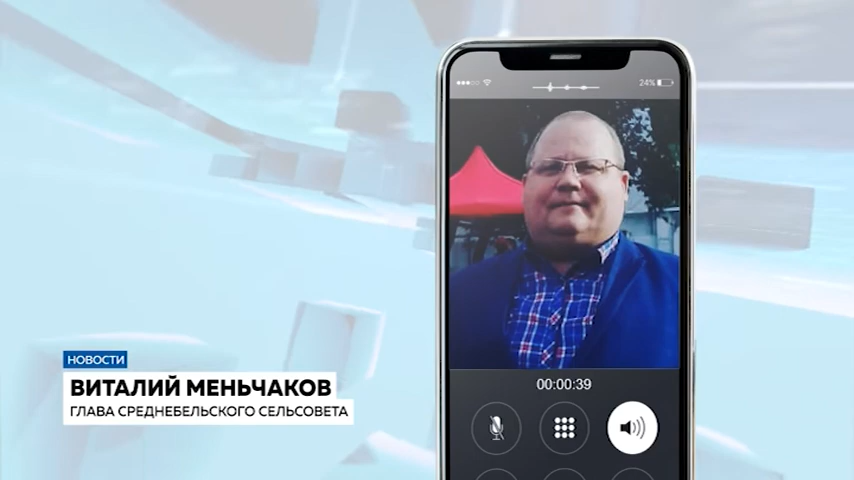 24%
00:00:39
НОВОСТИ
ВИТАЛИЙ МЕНЬЧАКОВ
ГЛАВА СРЕДНЕБЕЛЬСКОГО СЕЛЬСОВЕТА